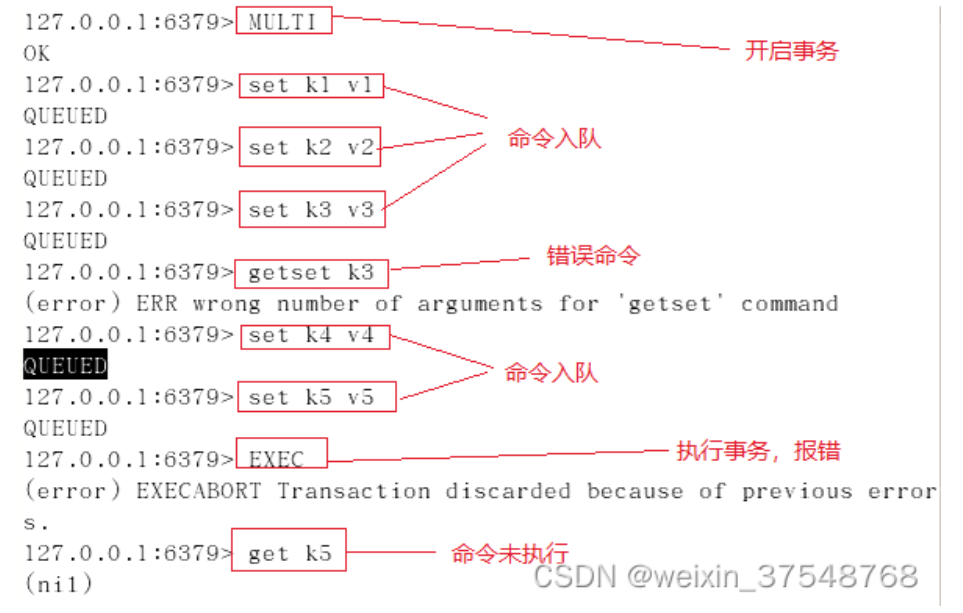 127.0.0.1:6379> MULTI
开启事务
OK
127.0.0.1:6379> set k1 v1
QUEUED
命令入队
127.0.0.1:6379> set k2 v2
QUEUED
127.0.0.1:6379> set k3 v3
QUEUED
错误命令
127.0.0.1:6379> getset k3
(error) ERR wrong number of arguments for 'getset' command
127.0.0.1:6379> set k4 v4
QUEUED
命令入队
127.0.0.1:6379> set k5 v5
QUEUED
127.0.0.1:6379> EXEC
执行事务，报错
(error) EXECABORT Transaction discarded because of previous error
s.
127.0.0.1:6379> get k5
命令未执行
(nil)
CSDN @weixin_37548768